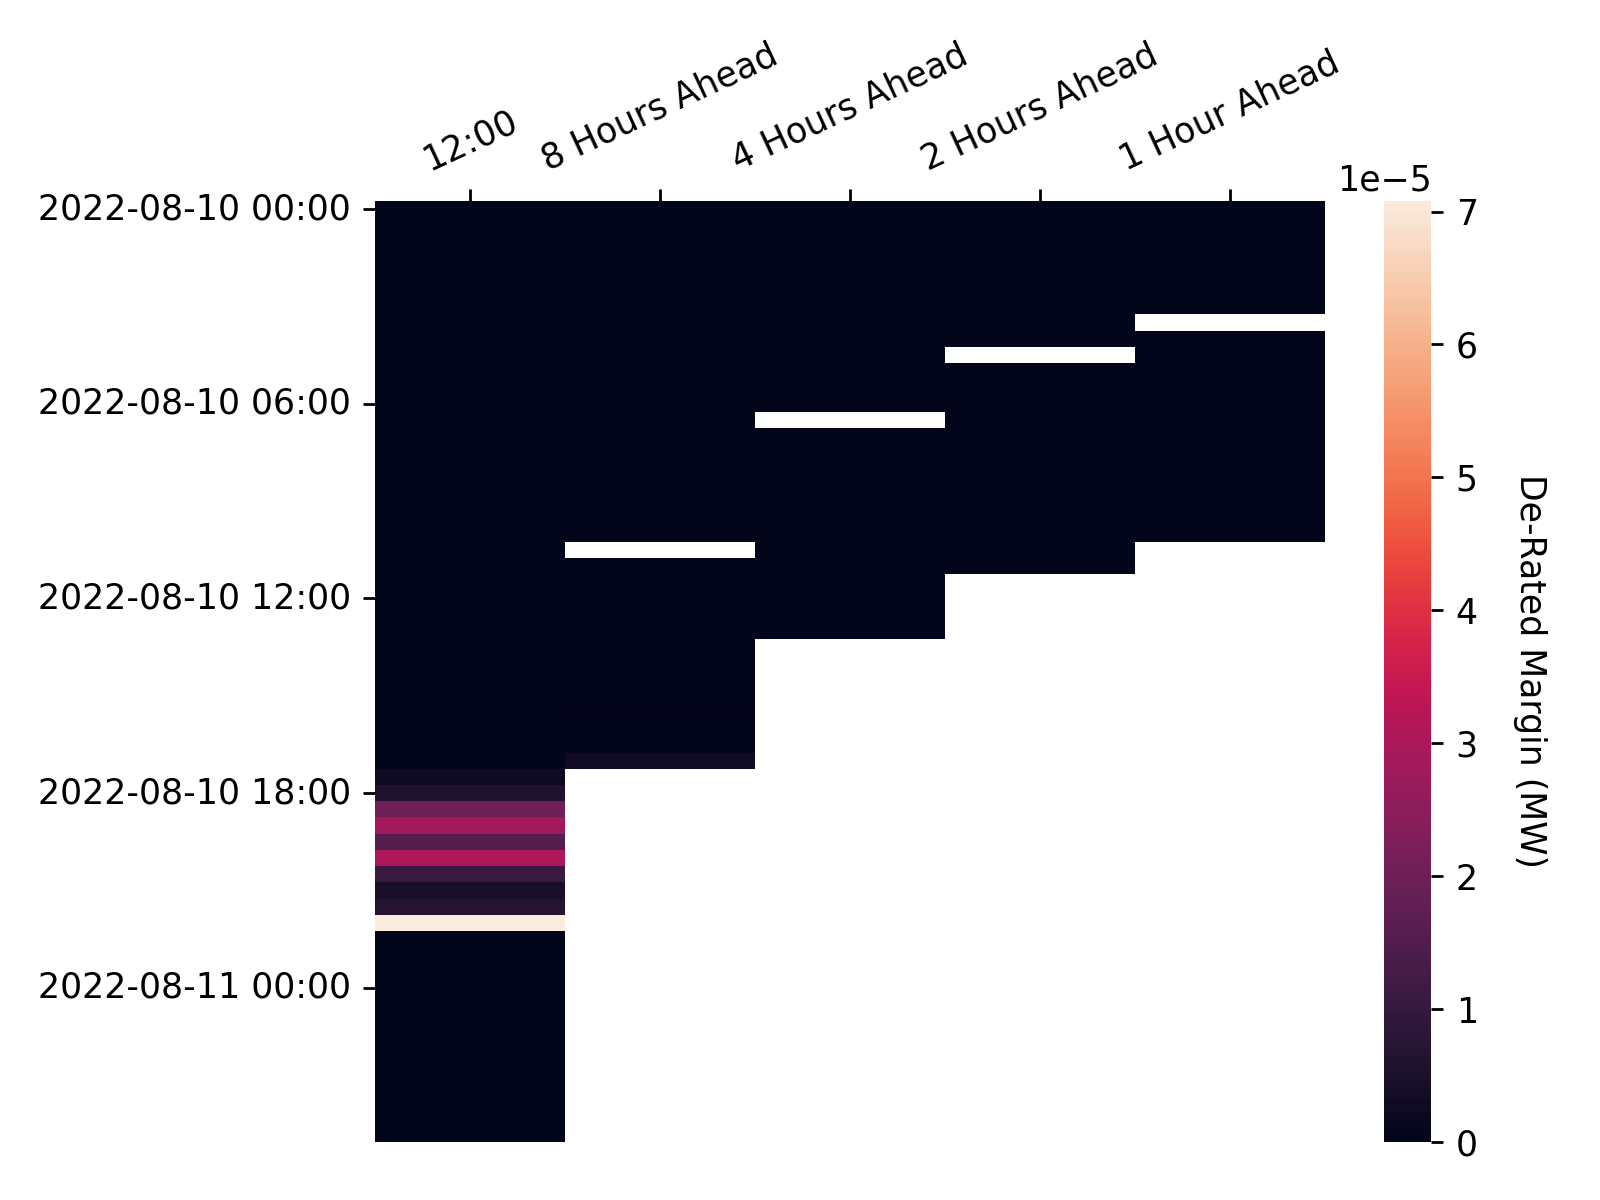 12:00
8 Hours Ahead
4 Hours Ahead
2 Hours Ahead
1 Hour Ahead
1e−5
2022-08-10 00:00
2022-08-10 06:00
2022-08-10 12:00
2022-08-10 18:00
2022-08-11 00:00
7
6
5
4
3
2
1
0
De-Rated Margin (MW)